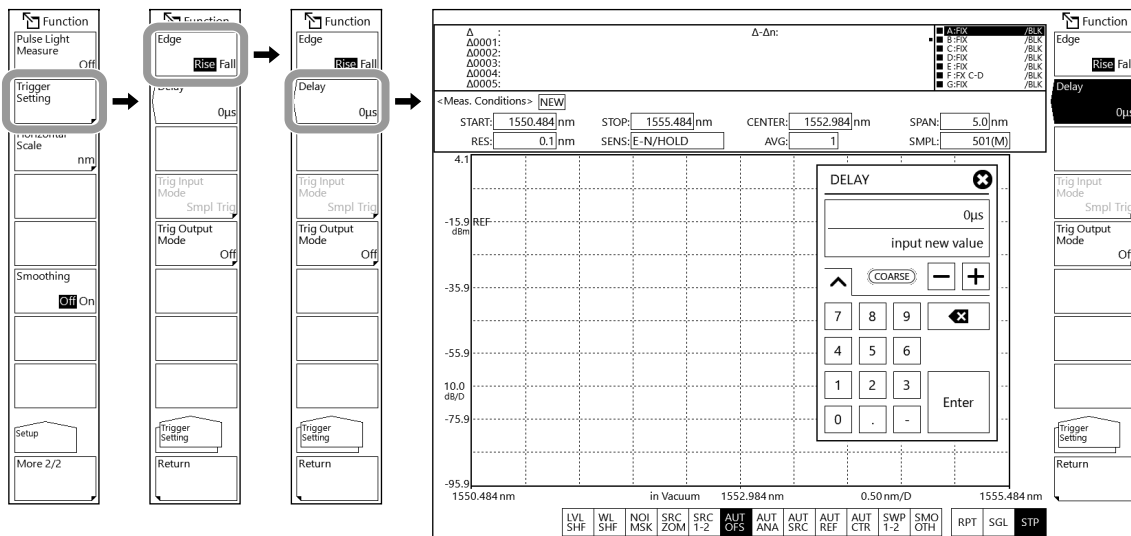 Function
Pulse Light
Measure
Off
Trigger
Setting
Horizontal
Scale
nm
Smoothing
Off On
Setup
More 2/2
Function
Edge
Rise Fall
Delay
0µs
Trig Input
Mode
Smpl Trig
Trig Output
Mode
Off
Trigger
Setting
Return
Function
Edge
Rise Fall
Delay
0µs
Trig Input
Mode
Smpl Trig
Trig Output
Mode
Off
Trigger
Setting
Return
Δ :
Δ0001:
Δ0002:
Δ0003:
Δ0004:
Δ0005:
Δ-Δn:
A:FIX /BLK
B:FIX /BLK
C:FIX /BLK
D:FIX /BLK
E:FIX /BLK
F:FX C-D /BLK
G:FIX /BLK
<Meas. Conditions> NEW
START: 1550.484 nm STOP: 1555.484 nm CENTER: 1552.984 nm SPAN: 5.0 nm
RES: 0.1 nm SENS: E-N/HOLD AVG: 1 SMPL: 501(M)
4.1
-15.9 REF
dBm
-35.9
-55.9
10.0
dB/D
-75.9
-95.9
1550.484 nm in Vacuum 1552.984 nm 0.50 nm/D 1555.484 nm
DELAY
0µs
input new value
COARSE
7 8 9
4 5 6
1 2 3
Enter
0 . -
LVL SHF
WL SHF
NOI MSK
SRC ZOM
SRC 1-2
AUT OFS
AUT ANA
AUT SRC
AUT REF
AUT CTR
SWP 1-2
SMO OTH
RPT
SGL
STP
Function
Edge
Rise Fal
Delay
0µs
Trig Input
Mode
Smpl Trig
Trig Output
Mode
Of
Trigger
Setting
Return